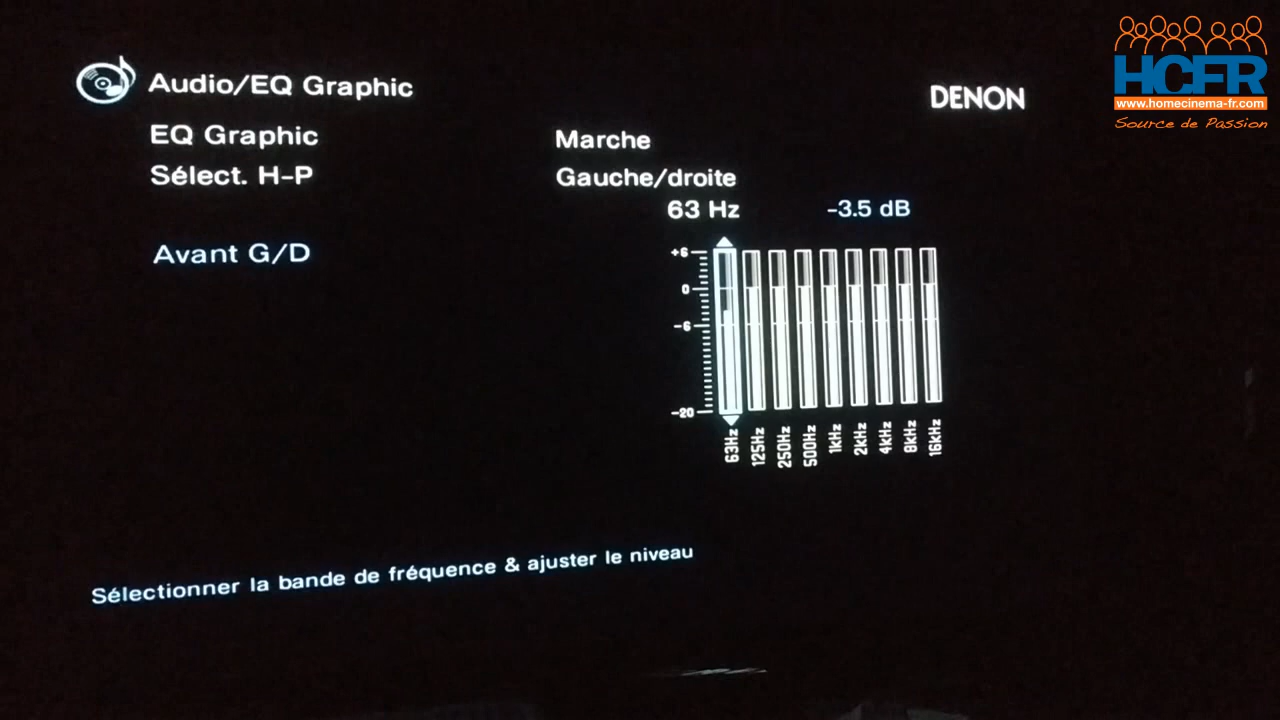 Audio/EQ Graphic
DENON
HCFR
www.homecinema-fr.com
Source de Passion
EQ Graphic Marche
Sélect. H-P Gauche/droite
63 Hz -3.5 dB
Avant G/D
+6
0
-6
-20
63Hz 125Hz 250Hz 500Hz 1kHz 2kHz 4kHz 8kHz 16kHz
Sélectionner la bande de fréquence & ajuster le niveau